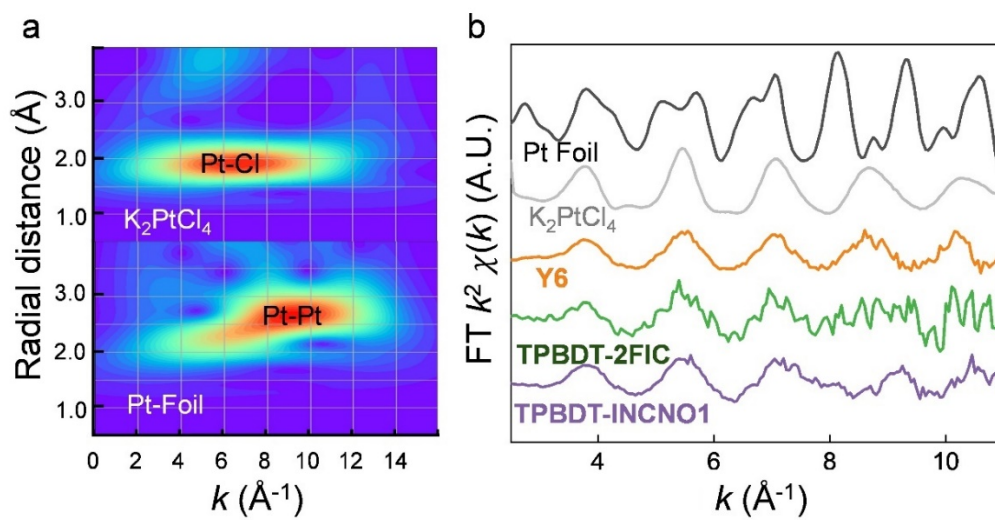 a
Radial distance (Å)
3.0
2.0
1.0
3.0
2.0
1.0
Pt-Cl
K₂PtCl₄
Pt-Pt
Pt-Foil
0 2 4 6 8 10 12 14
k (Å⁻¹)
b
FT k² χ(k) (A.U.)
Pt Foil
K₂PtCl₄
Y6
TPBDT-2FIC
TPBDT-INCNO1
4 6 8 10
k (Å⁻¹)